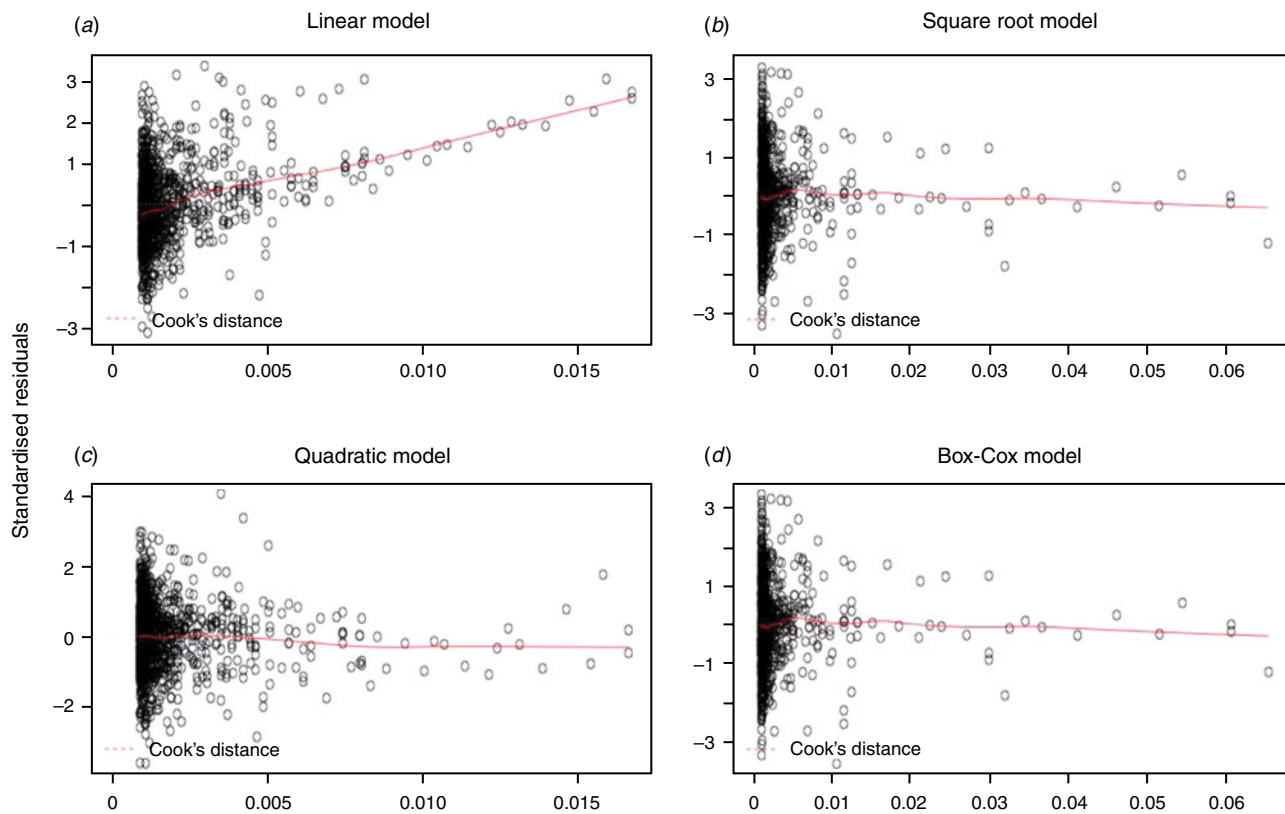 (a) Linear model
3
2
1
0
–1
–3
Cook's distance
0 0.005 0.010 0.015
(b) Square root model
3
1
–1
–3
Cook's distance
0 0.01 0.02 0.03 0.04 0.05 0.06
Standardised residuals
(c) Quadratic model
4
2
0
–2
Cook's distance
0 0.005 0.010 0.015
(d) Box-Cox model
3
1
–1
–3
Cook's distance
0 0.01 0.02 0.03 0.04 0.05 0.06